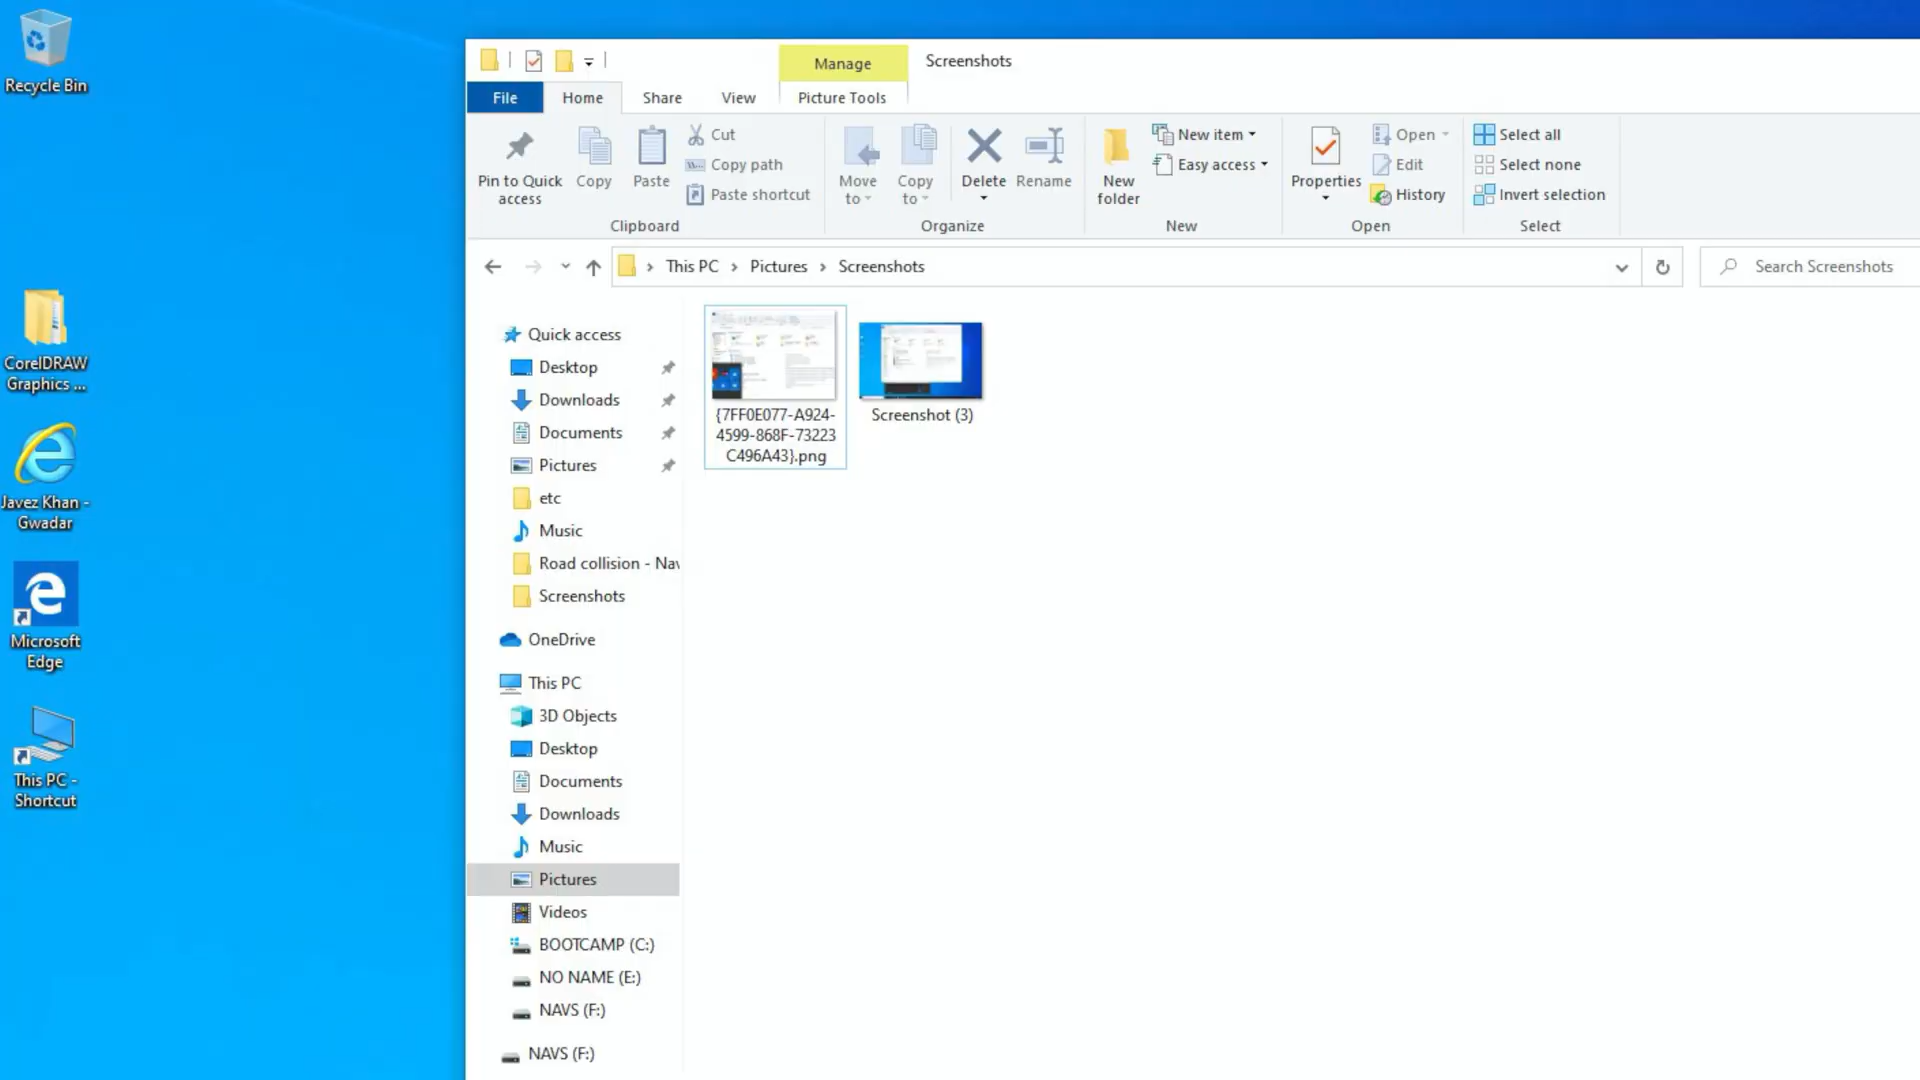 Recycle Bin
CorelDRAW
Graphics ...
Javez Khan -
Gwadar
Microsoft
Edge
This PC -
Shortcut
Manage
Screenshots
File
Home
Share
View
Picture Tools
Pin to Quick
access
Copy
Paste
Cut
Copy path
Paste shortcut
Clipboard
Move
to
Copy
to
Delete
Rename
Organize
New
folder
New item
Easy access
New
Properties
Open
Edit
History
Open
Select all
Select none
Invert selection
Select
This PC
Pictures
Screenshots
Search Screenshots
Quick access
Desktop
Downloads
Documents
Pictures
etc
Music
Road collision - Nav
Screenshots
OneDrive
This PC
3D Objects
Desktop
Documents
Downloads
Music
Pictures
Videos
BOOTCAMP (C:)
NO NAME (E:)
NAVS (F:)
NAVS (F:)
{7FF0E077-A924-
4599-868F-73223
C496A43}.png
Screenshot (3)